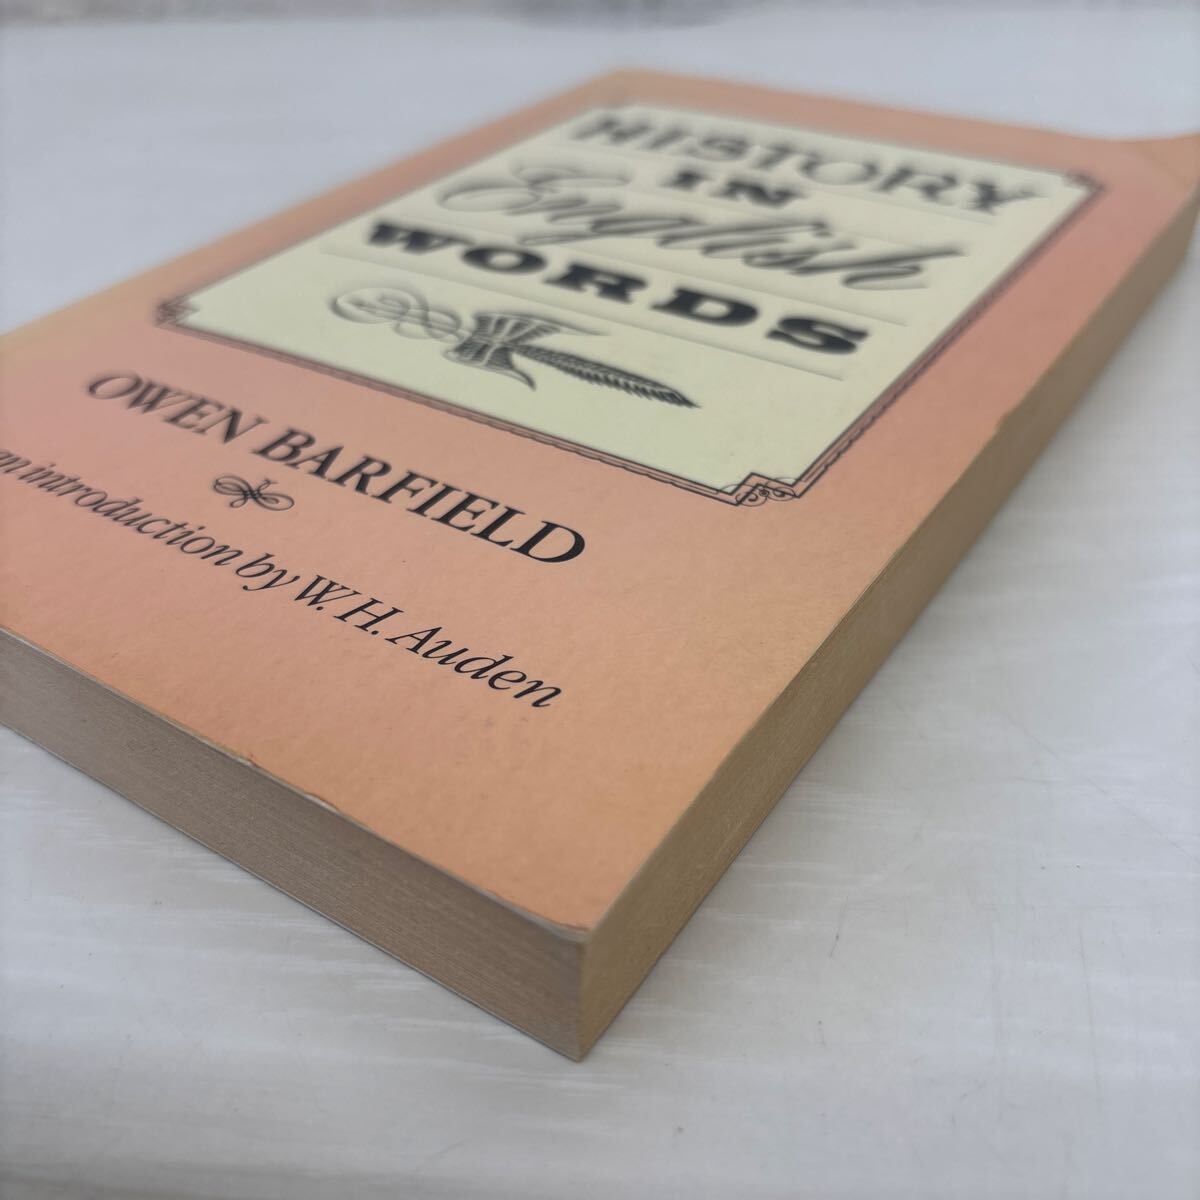 HISTORY
IN
English
WORDS
OWEN BARFIELD
introduction by W. H. Auden